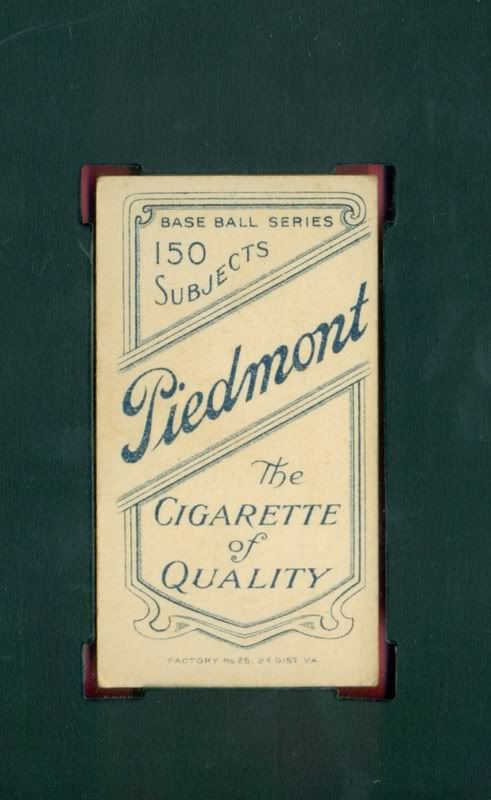 BASE BALL SERIES
150
SUBJECTS
Piedmont
The
CIGARETTE
of
QUALITY
FACTORY No 25, 2d DIST. VA.